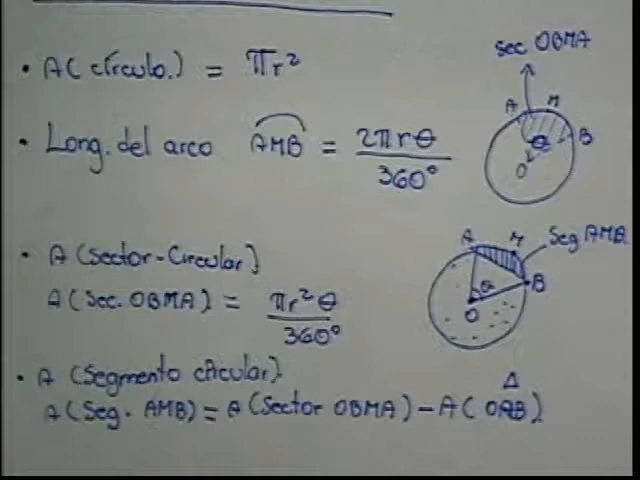 • A(círculo.) = πr²
sec OBMA
A M
B
θ
O
• Long. del arco AMB = 2πrθ
360°
A M Seg AMB
B
θ
O
• A (Sector-Circular)
A (Sec. OBMA) = πr²θ
360°
• A (Segmento circular)
Δ
A (Seg. AMB) = A (Sector OBMA) - A( OAB)